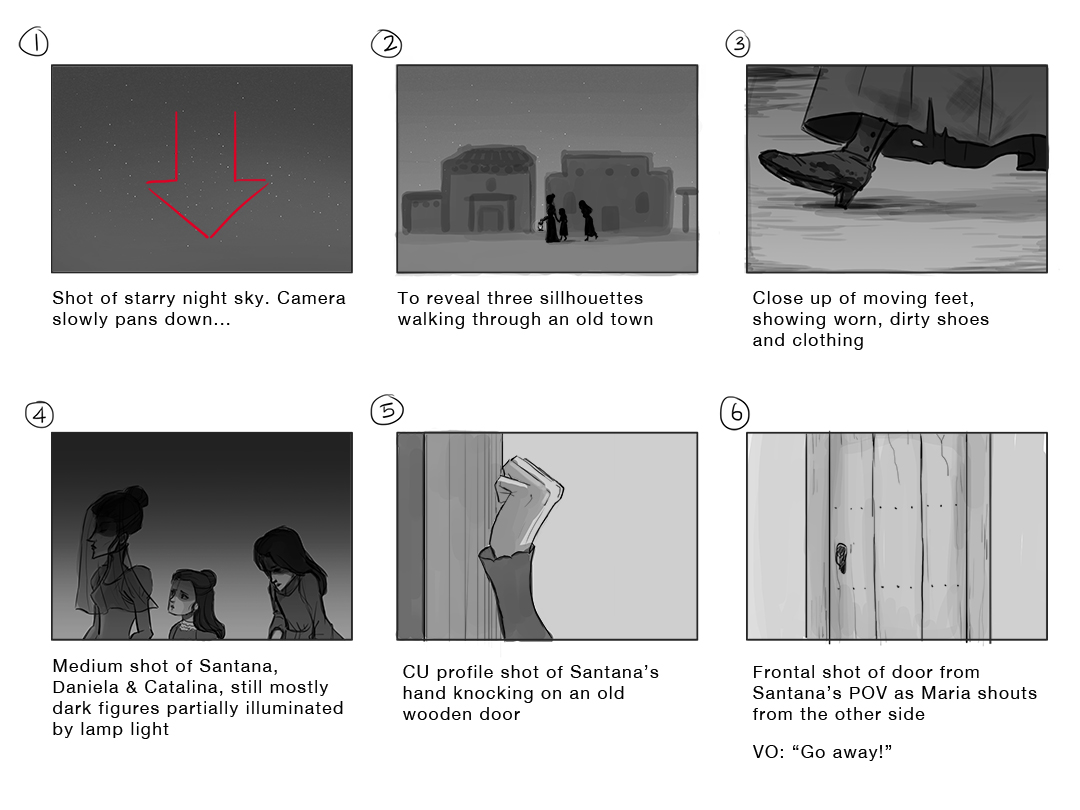 1
2
3
Shot of starry night sky. Camera
slowly pans down...
To reveal three sillhouettes
walking through an old town
Close up of moving feet,
showing worn, dirty shoes
and clothing
4
5
6
Medium shot of Santana,
Daniela & Catalina, still mostly
dark figures partially illuminated
by lamp light
CU profile shot of Santana's
hand knocking on an old
wooden door
Frontal shot of door from
Santana's POV as Maria shouts
from the other side
VO: “Go away!”